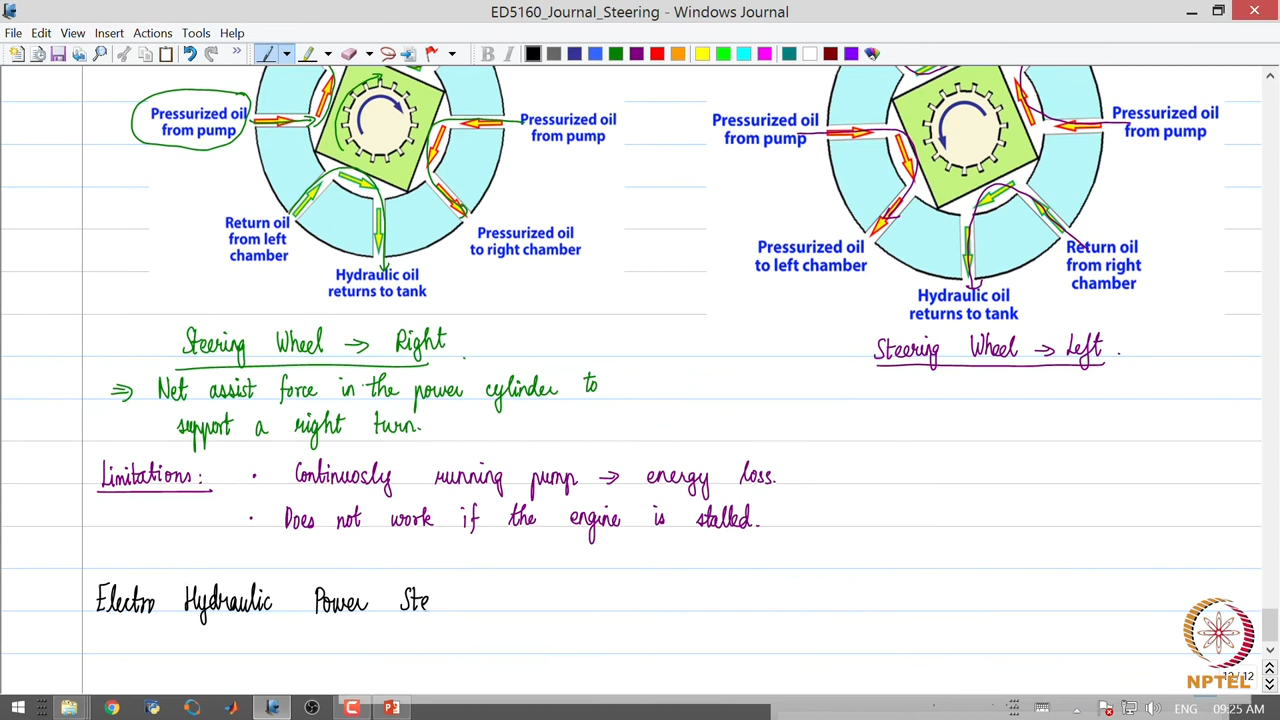 ED5160_Journal_Steering - Windows Journal
File Edit View Insert Actions Tools Help
Pressurized oil
from pump
Pressurized oil
from pump
Return oil
from left
chamber
Pressurized oil
to right chamber
Hydraulic oil
returns to tank
Pressurized oil
from pump
Pressurized oil
from pump
Pressurized oil
to left chamber
Return oil
from right
chamber
Hydraulic oil
returns to tank
Steering Wheel → Right
Steering Wheel → Left.
⇒ Net assist force in the power cylinder to
support a right turn.
Limitations: • Continuosly running pump → energy loss.
• Does not work if the engine is stalled.
Electro Hydraulic Power Ste
NPTEL
12/12
ENG 09:25 AM